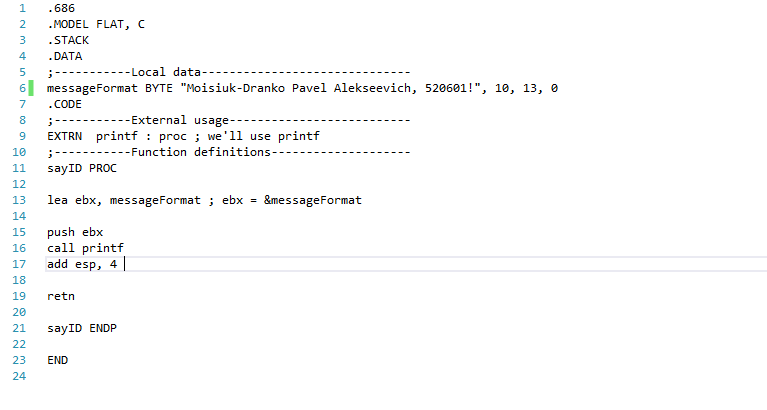 1 .686
2 .MODEL FLAT, C
3 .STACK
4 .DATA
5 ;-----------Local data------------------------------
6 messageFormat BYTE "Moisiuk-Dranko Pavel Alekseevich, 520601!", 10, 13, 0
7 .CODE
8 ;-----------External usage--------------------------
9 EXTRN  printf : proc ; we'll use printf
10 ;-----------Function definitions--------------------
11 sayID PROC
12
13 lea ebx, messageFormat ; ebx = &messageFormat
14
15 push ebx
16 call printf
17 add esp, 4
18
19 retn
20
21 sayID ENDP
22
23 END
24